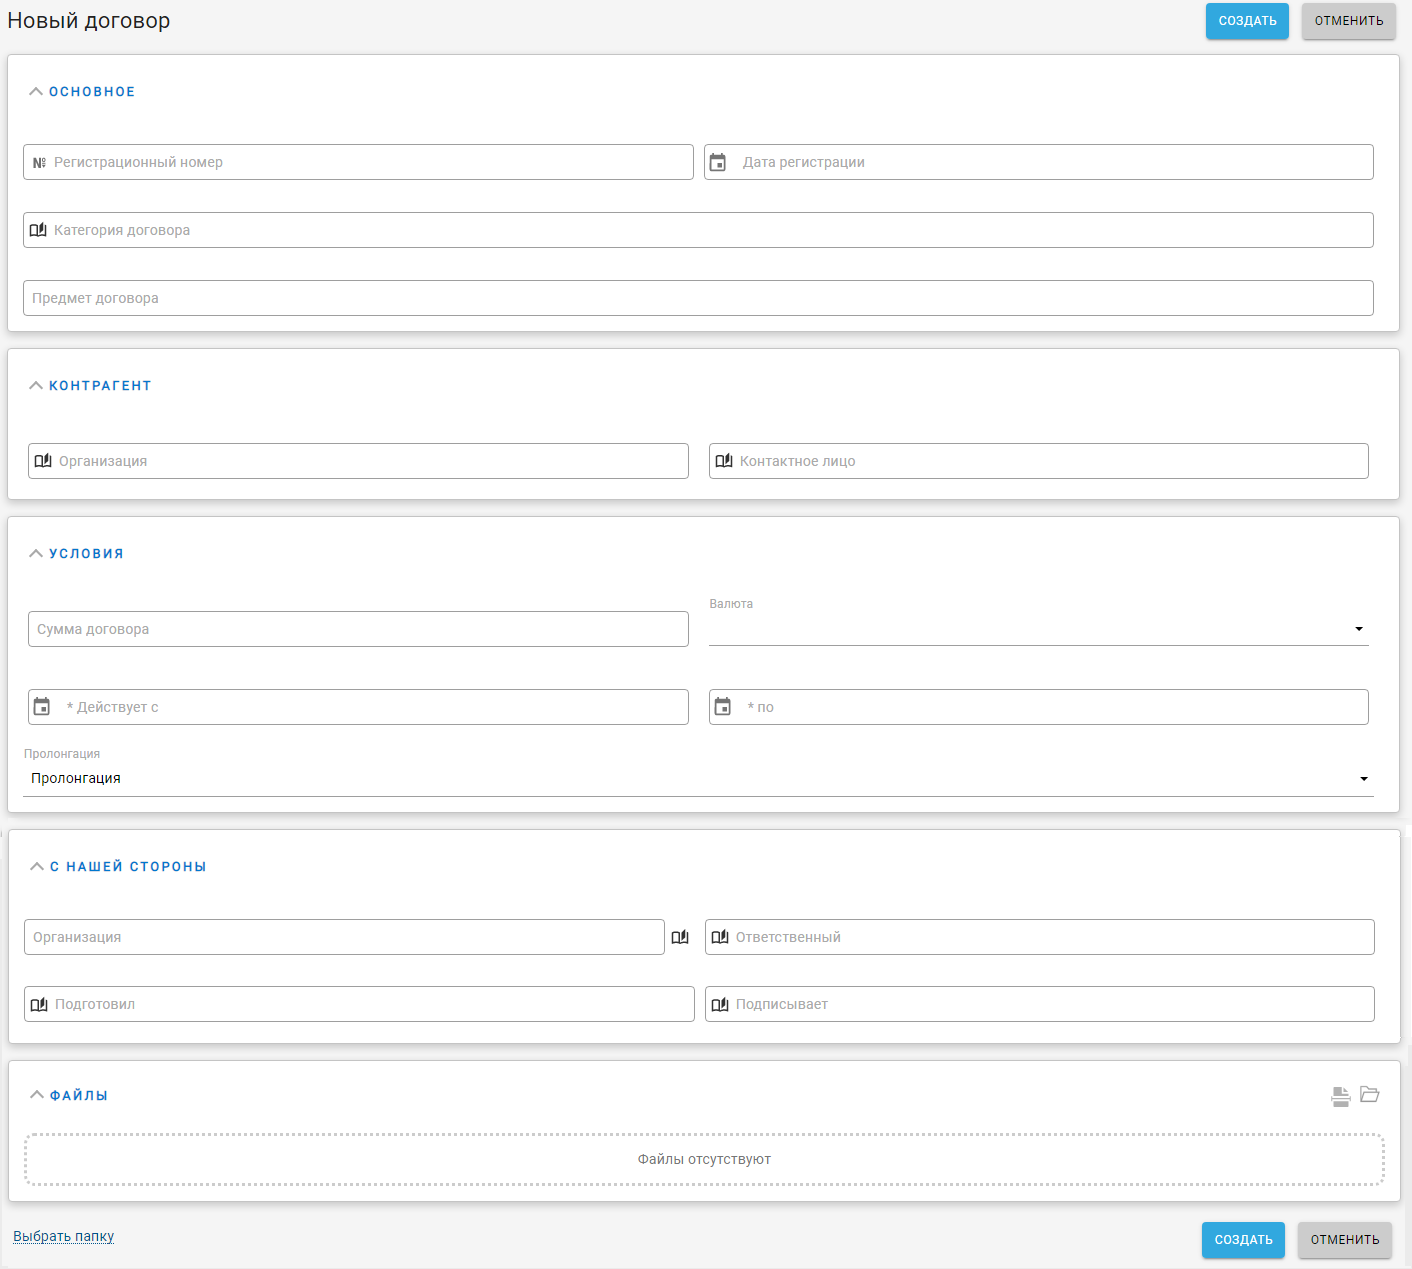 Новый договор
СОЗДАТЬ ОТМЕНИТЬ
ОСНОВНОЕ
№ Регистрационный номер Дата регистрации
Категория договора
Предмет договора
КОНТРАГЕНТ
Организация Контактное лицо
УСЛОВИЯ
Валюта
Сумма договора
* Действует с * по
Пролонгация
Пролонгация
С НАШЕЙ СТОРОНЫ
Организация Ответственный
Подготовил Подписывает
ФАЙЛЫ
Файлы отсутствуют
Выбрать папку СОЗДАТЬ ОТМЕНИТЬ